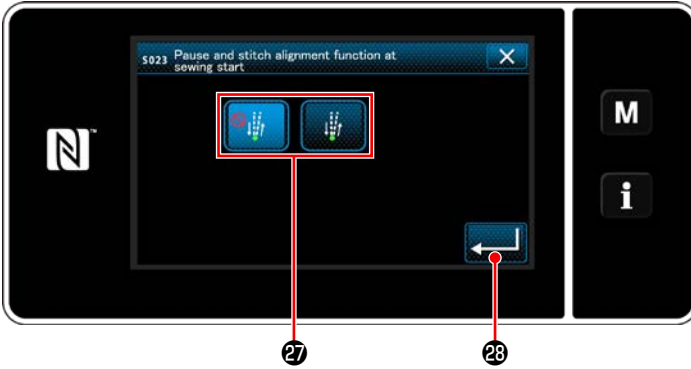 S023 Pause and stitch alignment function at
sewing start
M
i
㉗
㉘